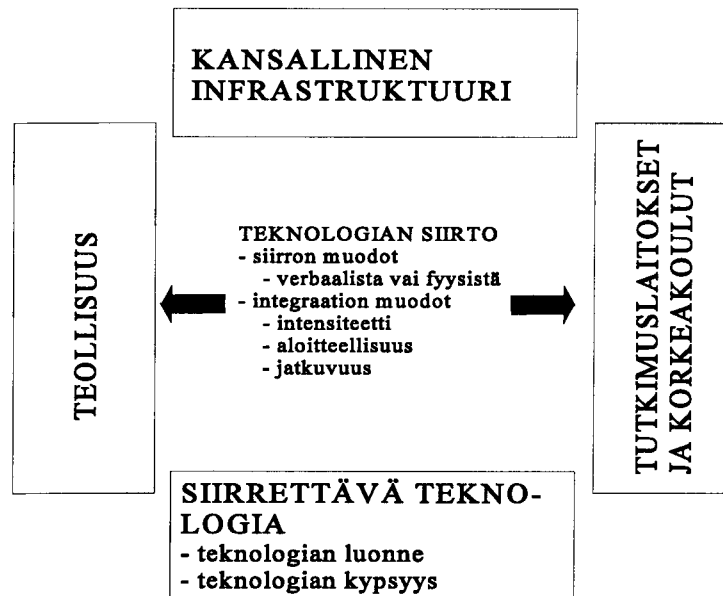 KANSALLINEN
INFRASTRUKTUURI
TEOLLISUUS
TEKNOLOGIAN SIIRTO
- siirron muodot
- verbaalista vai fyysistä
- integraation muodot
- intensiteetti
- aloitteellisuus
- jatkuvuus
TUTKIMUSLAITOKSET
JA KORKEAKOULUT
SIIRRETTÄVÄ TEKNO-
LOGIA
- teknologian luonne
- teknologian kypsyys